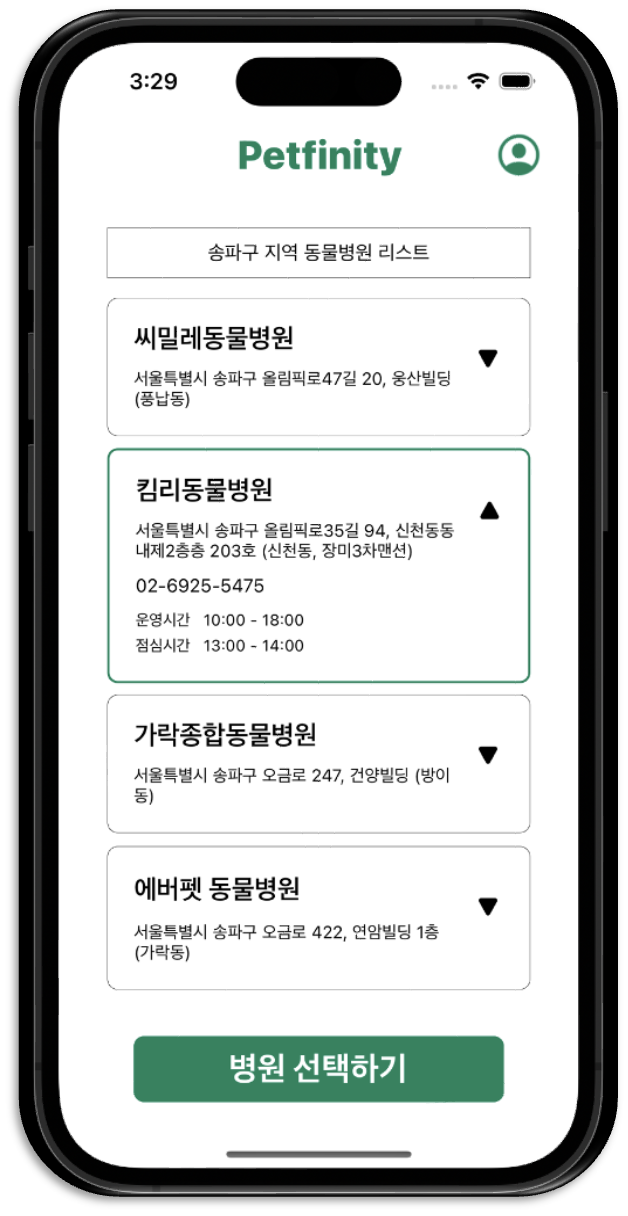 3:29
Petfinity
송파구 지역 동물병원 리스트
씨밀레동물병원
서울특별시 송파구 올림픽로47길 20, 웅산빌딩
(풍납동)
킴리동물병원
서울특별시 송파구 올림픽로35길 94, 신천동동
내제2층층 203호 (신천동, 장미3차맨션)
02-6925-5475
운영시간 10:00 - 18:00
점심시간 13:00 - 14:00
가락종합동물병원
서울특별시 송파구 오금로 247, 건양빌딩 (방이
동)
에버펫 동물병원
서울특별시 송파구 오금로 422, 연암빌딩 1층
(가락동)
병원 선택하기